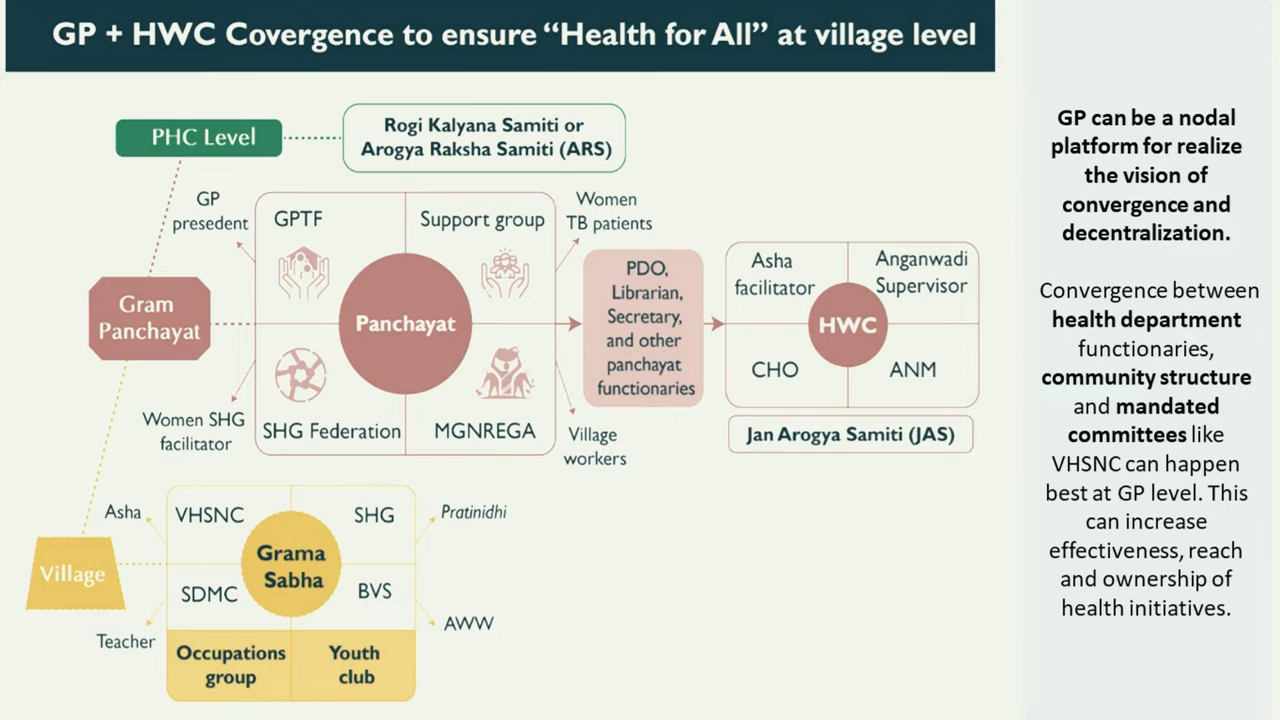 GP + HWC Covergence to ensure “Health for All” at village level
PHC Level
Rogi Kalyana Samiti or
Arogya Raksha Samiti (ARS)
GP
presedent
GPTF
Support group
Women
TB patients
Gram
Panchayat
Panchayat
Women SHG
facilitator
SHG Federation
MGNREGA
Village
workers
PDO,
Librarian,
Secretary,
and other
panchayat
functionaries
Asha
facilitator
Anganwadi
Supervisor
HWC
CHO
ANM
Jan Arogya Samiti (JAS)
Village
Asha
VHSNC
SHG
Pratinidhi
Grama
Sabha
SDMC
BVS
Teacher
AWW
Occupations
group
Youth
club
GP can be a nodal
platform for realize
the vision of
convergence and
decentralization.
Convergence between
health department
functionaries,
community structure
and mandated
committees like
VHSNC can happen
best at GP level. This
can increase
effectiveness, reach
and ownership of
health initiatives.